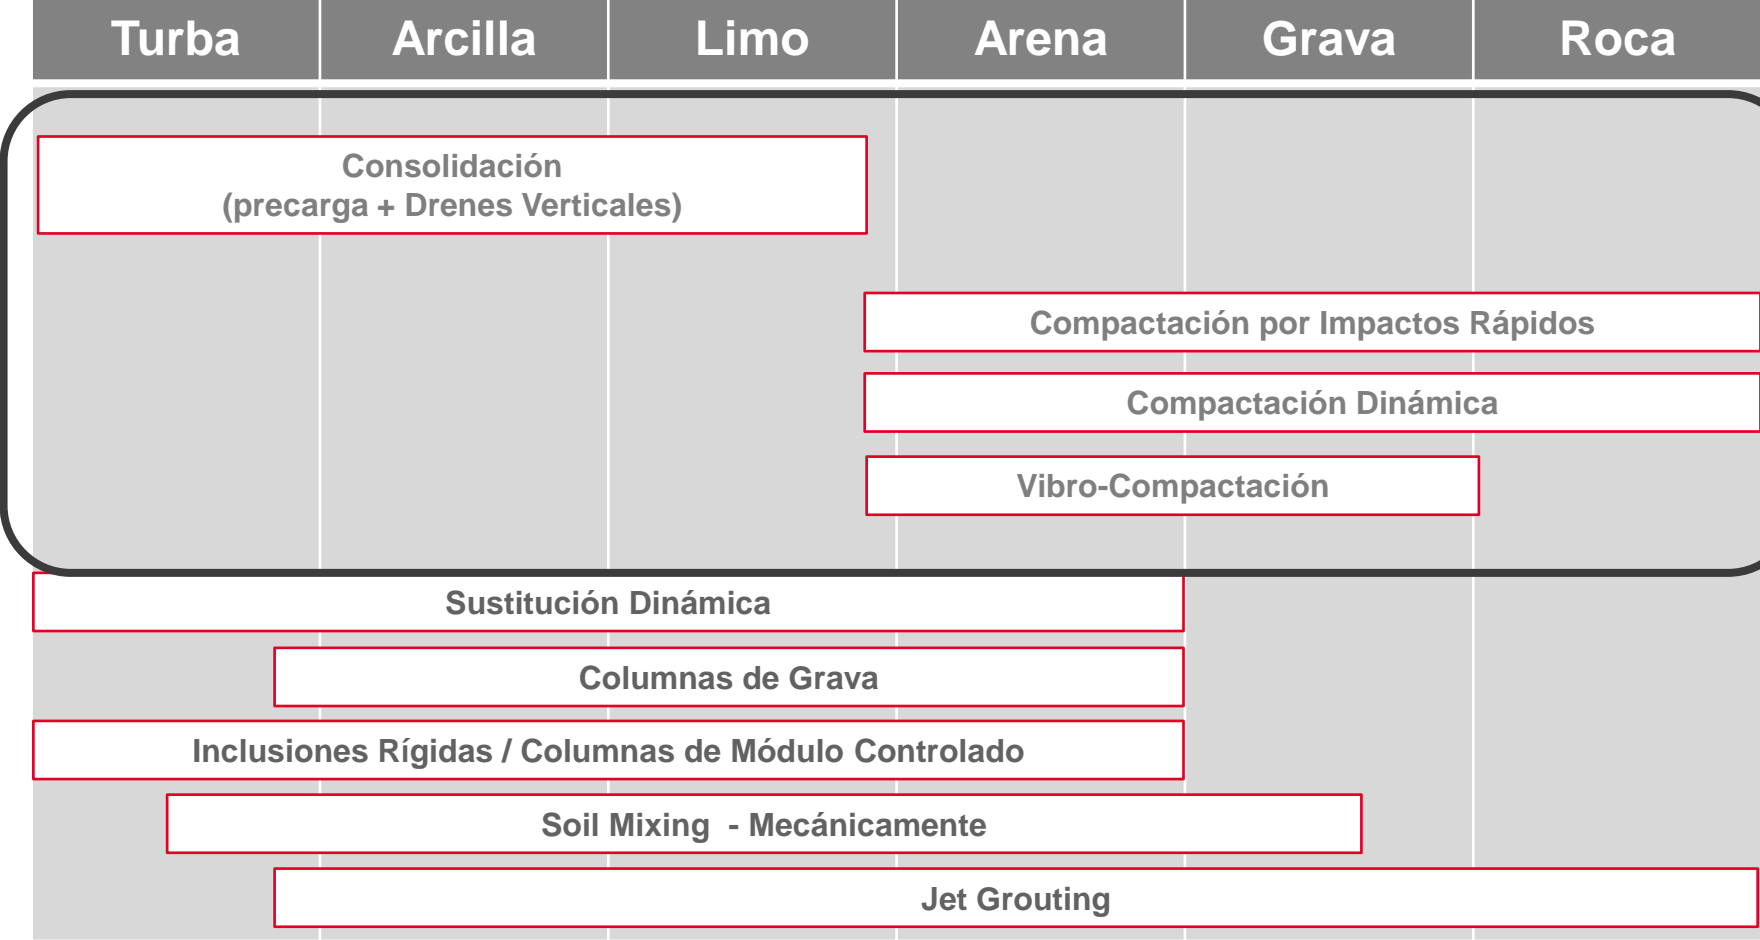 Turba Arcilla Limo Arena Grava Roca
Consolidación
(precarga + Drenes Verticales)
Compactación por Impactos Rápidos
Compactación Dinámica
Vibro-Compactación
Sustitución Dinámica
Columnas de Grava
Inclusiones Rígidas / Columnas de Módulo Controlado
Soil Mixing - Mecánicamente
Jet Grouting